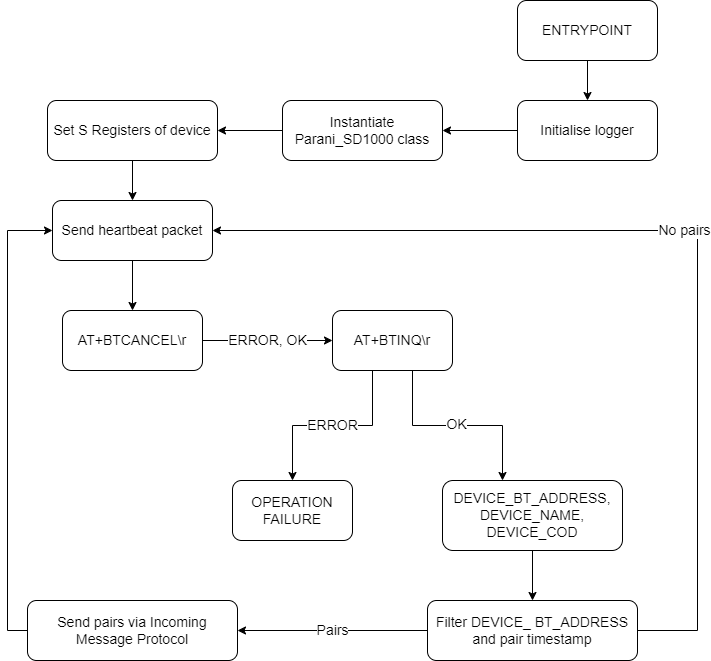 ENTRYPOINT
Set S Registers of device
Instantiate
Parani_SD1000 class
Initialise logger
Send heartbeat packet
No pairs
AT+BTCANCEL\r
ERROR, OK
AT+BTINQ\r
ERROR
OK
OPERATION
FAILURE
DEVICE_BT_ADDRESS,
DEVICE_NAME,
DEVICE_COD
Send pairs via Incoming
Message Protocol
Pairs
Filter DEVICE_ BT_ADDRESS
and pair timestamp